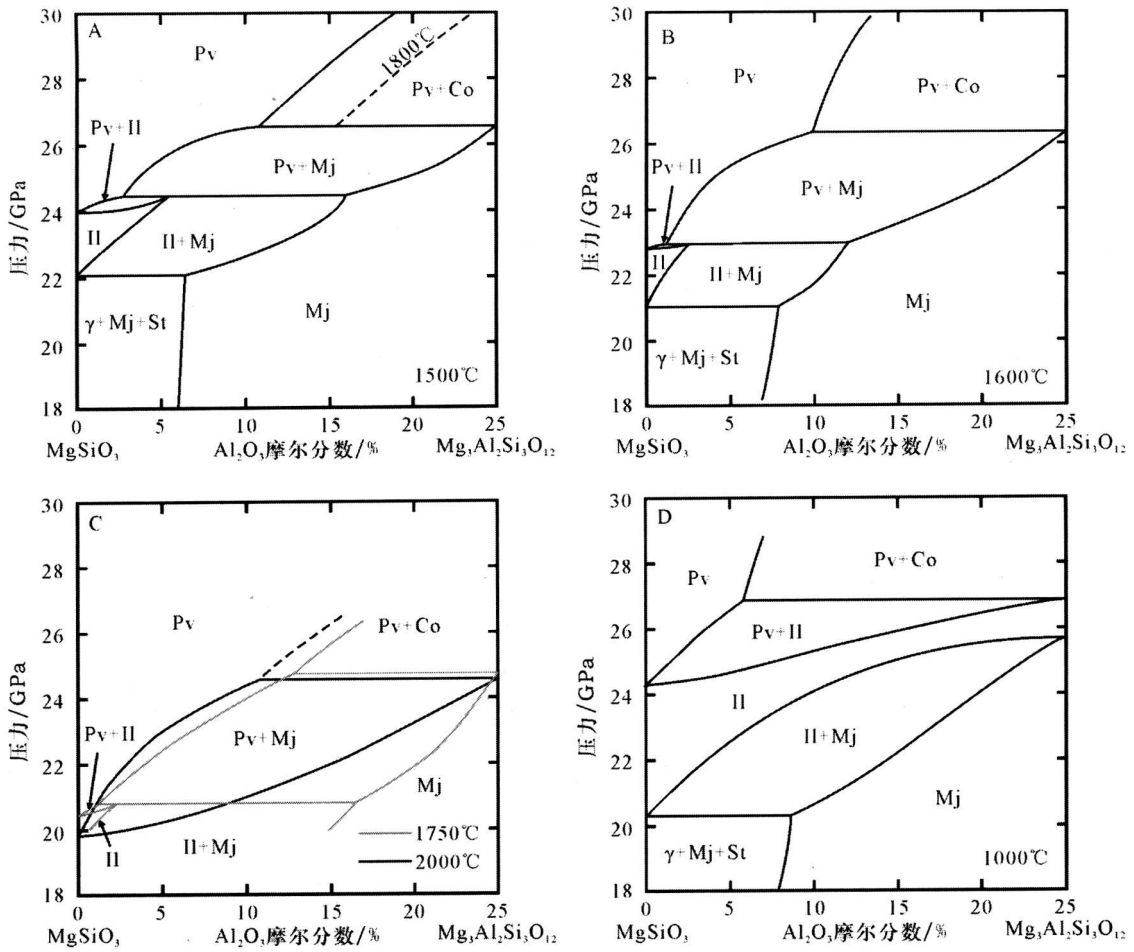 A
30
28
26
24
22
20
18
压力/GPa
Pv
1800℃
Pv+Co
Pv+Il
Pv+Mj
Il
Il+Mj
γ+Mj+St
Mj
1500℃
0 5 10 15 20 25
MgSiO₃ Al₂O₃摩尔分数/% Mg₃Al₂Si₃O₁₂
B
30
28
26
24
22
20
18
压力/GPa
Pv
Pv+Co
Pv+Il
Pv+Mj
Il
Il+Mj
Mj
γ+Mj+St
1600℃
0 5 10 15 20 25
MgSiO₃ Al₂O₃摩尔分数/% Mg₃Al₂Si₃O₁₂
C
30
28
26
24
22
20
18
压力/GPa
Pv
Pv+Co
Pv+Il
Pv+Mj
Mj
Il
Il+Mj
1750℃
2000℃
0 5 10 15 20 25
MgSiO₃ Al₂O₃摩尔分数/% Mg₃Al₂Si₃O₁₂
D
30
28
26
24
22
20
18
压力/GPa
Pv
Pv+Co
Pv+Il
Il
Il+Mj
Mj
γ+Mj+St
1000℃
0 5 10 15 20 25
MgSiO₃ Al₂O₃摩尔分数/% Mg₃Al₂Si₃O₁₂